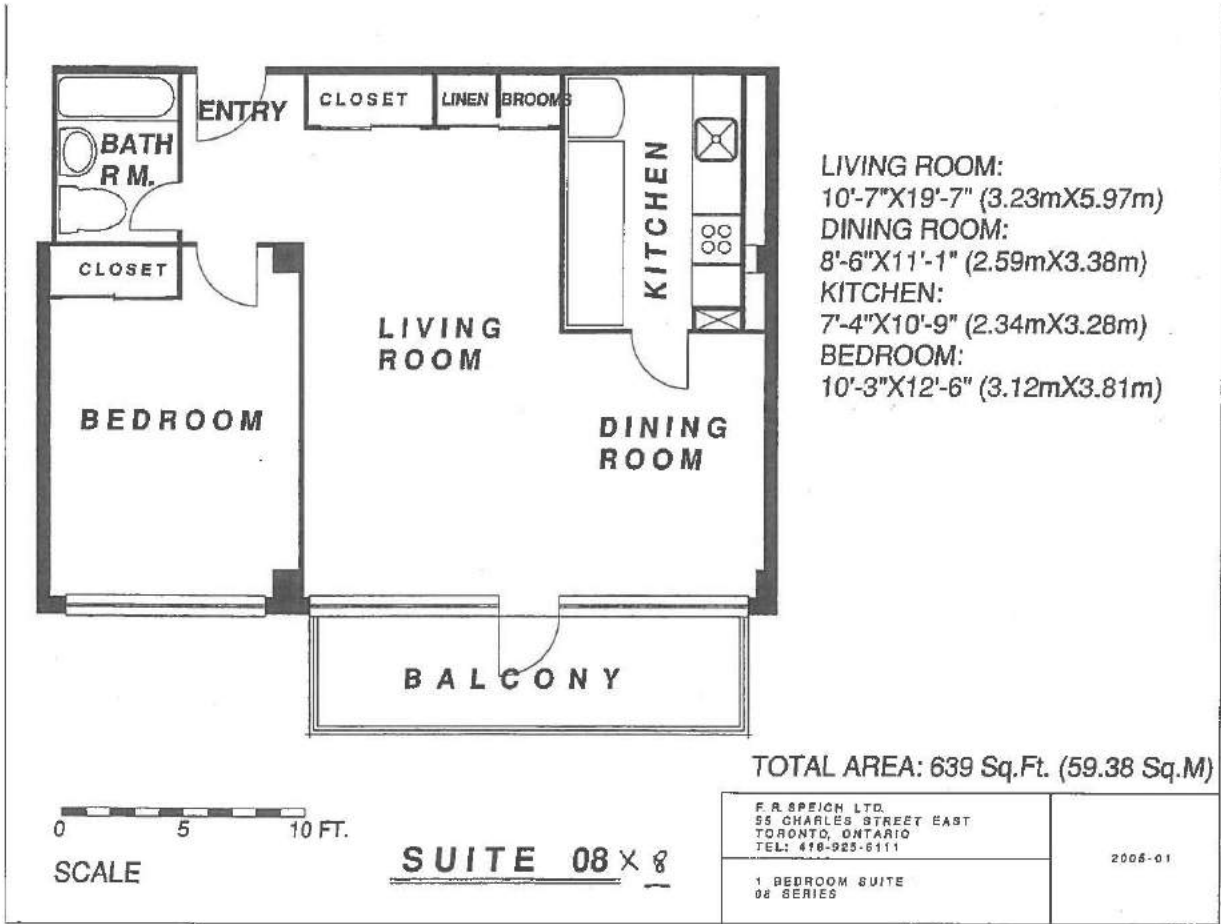 ENTRY
CLOSET
LINEN
BROOMS
BATH
RM.
KITCHEN
CLOSET
LIVING
ROOM
BEDROOM
DINING
ROOM
BALCONY
LIVING ROOM:
10'-7"X19'-7" (3.23mX5.97m)
DINING ROOM:
8'-6"X11'-1" (2.59mX3.38m)
KITCHEN:
7'-4"X10'-9" (2.34mX3.28m)
BEDROOM:
10'-3"X12'-6" (3.12mX3.81m)
TOTAL AREA: 639 Sq.Ft. (59.38 Sq.M)
0 5 10 FT.
SCALE
SUITE 08 X 8
F.R.SPEICH LTD.
55 CHARLES STREET EAST
TORONTO, ONTARIO
TEL: 416-925-6111
1 BEDROOM SUITE
08 SERIES
2005-01